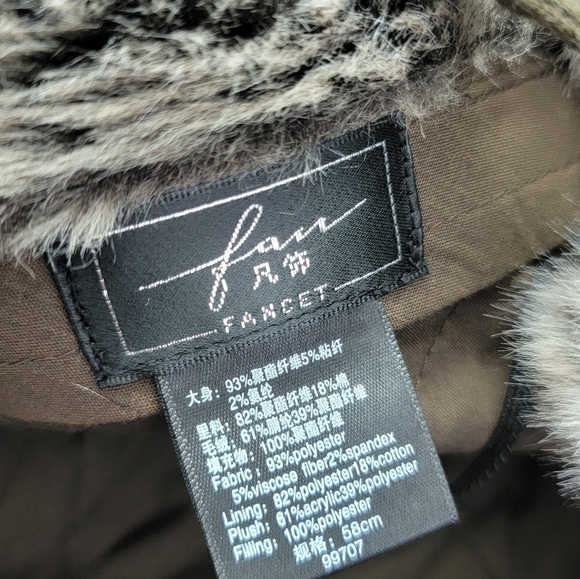 fan
凡饰
FANCET
大身：93%聚酯纤维5%粘纤
2%氨纶
里料：82%聚酯纤维18%棉
毛绒：61%腈纶39%聚酯纤维
填充物：100%聚酯纤维
Fabric：93%polyester
5%viscose fiber2%spandex
Lining：82%polyester18%cotton
Plush：61%acrylic39%polyester
Filling：100%polyester
规格：58cm
99707